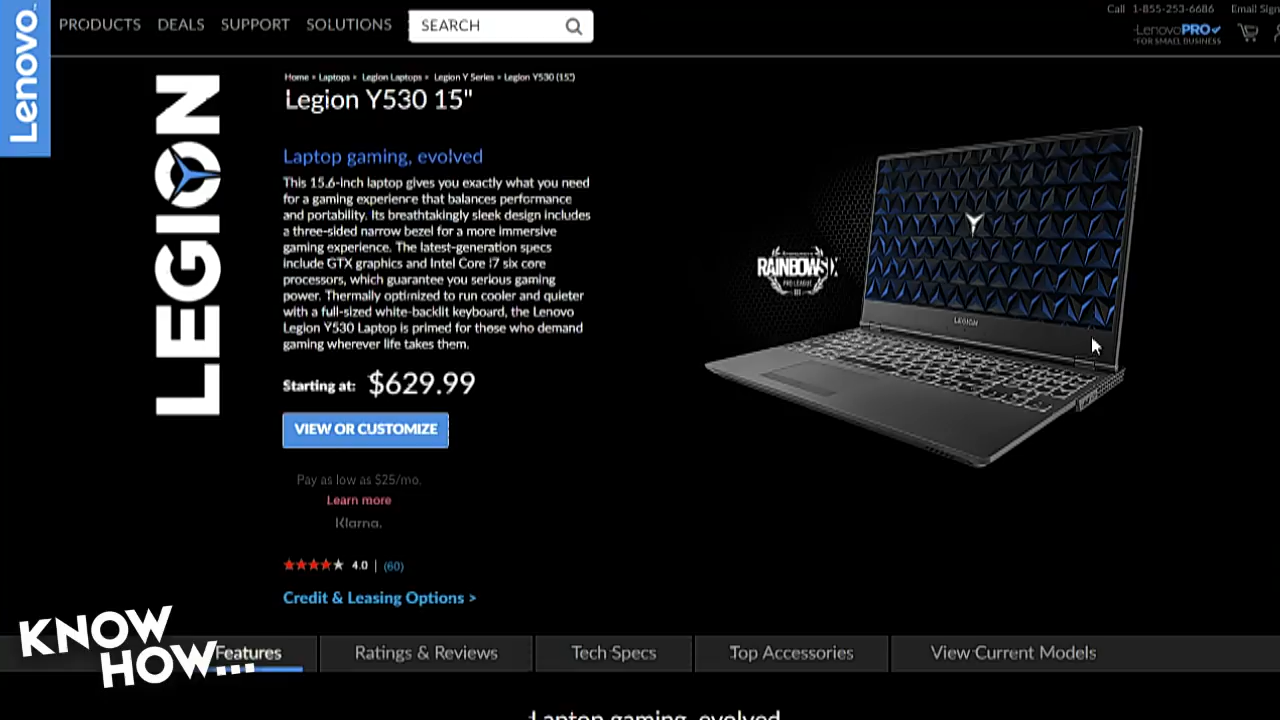 Lenovo
PRODUCTS DEALS SUPPORT SOLUTIONS
SEARCH
Call 1-855-253-6686 Email Sign
LenovoPRO
*FOR SMALL BUSINESS
LEGION
Home » Laptops » Legion Laptops » Legion Y Series » Legion Y530 (15")
Legion Y530 15"
Laptop gaming, evolved
This 15.6-inch laptop gives you exactly what you need
for a gaming experience that balances performance
and portability. Its breathtakingly sleek design includes
a three-sided narrow bezel for a more immersive
gaming experience. The latest-generation specs
include GTX graphics and Intel Core i7 six core
processors, which guarantee you serious gaming
power. Thermally optimized to run cooler and quieter
with a full-sized white-backlit keyboard, the Lenovo
Legion Y530 Laptop is primed for those who demand
gaming wherever life takes them.
Starting at: $629.99
VIEW OR CUSTOMIZE
Pay as low as $25/mo.
Learn more
Klarna.
4.0 | (60)
Credit & Leasing Options >
RAINBOWSIX
PRO LEAGUE
LEGION
KNOW
HOW...
Features Ratings & Reviews Tech Specs Top Accessories View Current Models
Laptop gaming, evolved